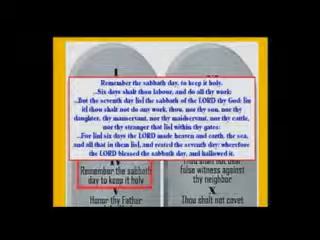 Remember the sabbath day, to keep it holy.
..Six days shalt thou labour, and do all thy work:
..But the seventh day [is] the sabbath of the LORD thy God: [in
it] thou shalt not do any work, thou, nor thy son, nor thy
daughter, thy manservant, nor thy maidservant, nor thy cattle,
nor thy stranger that [is] within thy gates:
..For [in] six days the LORD made heaven and earth, the sea,
and all that in them [is], and rested the seventh day: wherefore
the LORD blessed the sabbath day, and hallowed it.
IV
Remember the sabbath
day to keep it holy
V
Honor thy Father
Thou shalt not bear
false witness against
thy neighbor
X
Thou shalt not covet